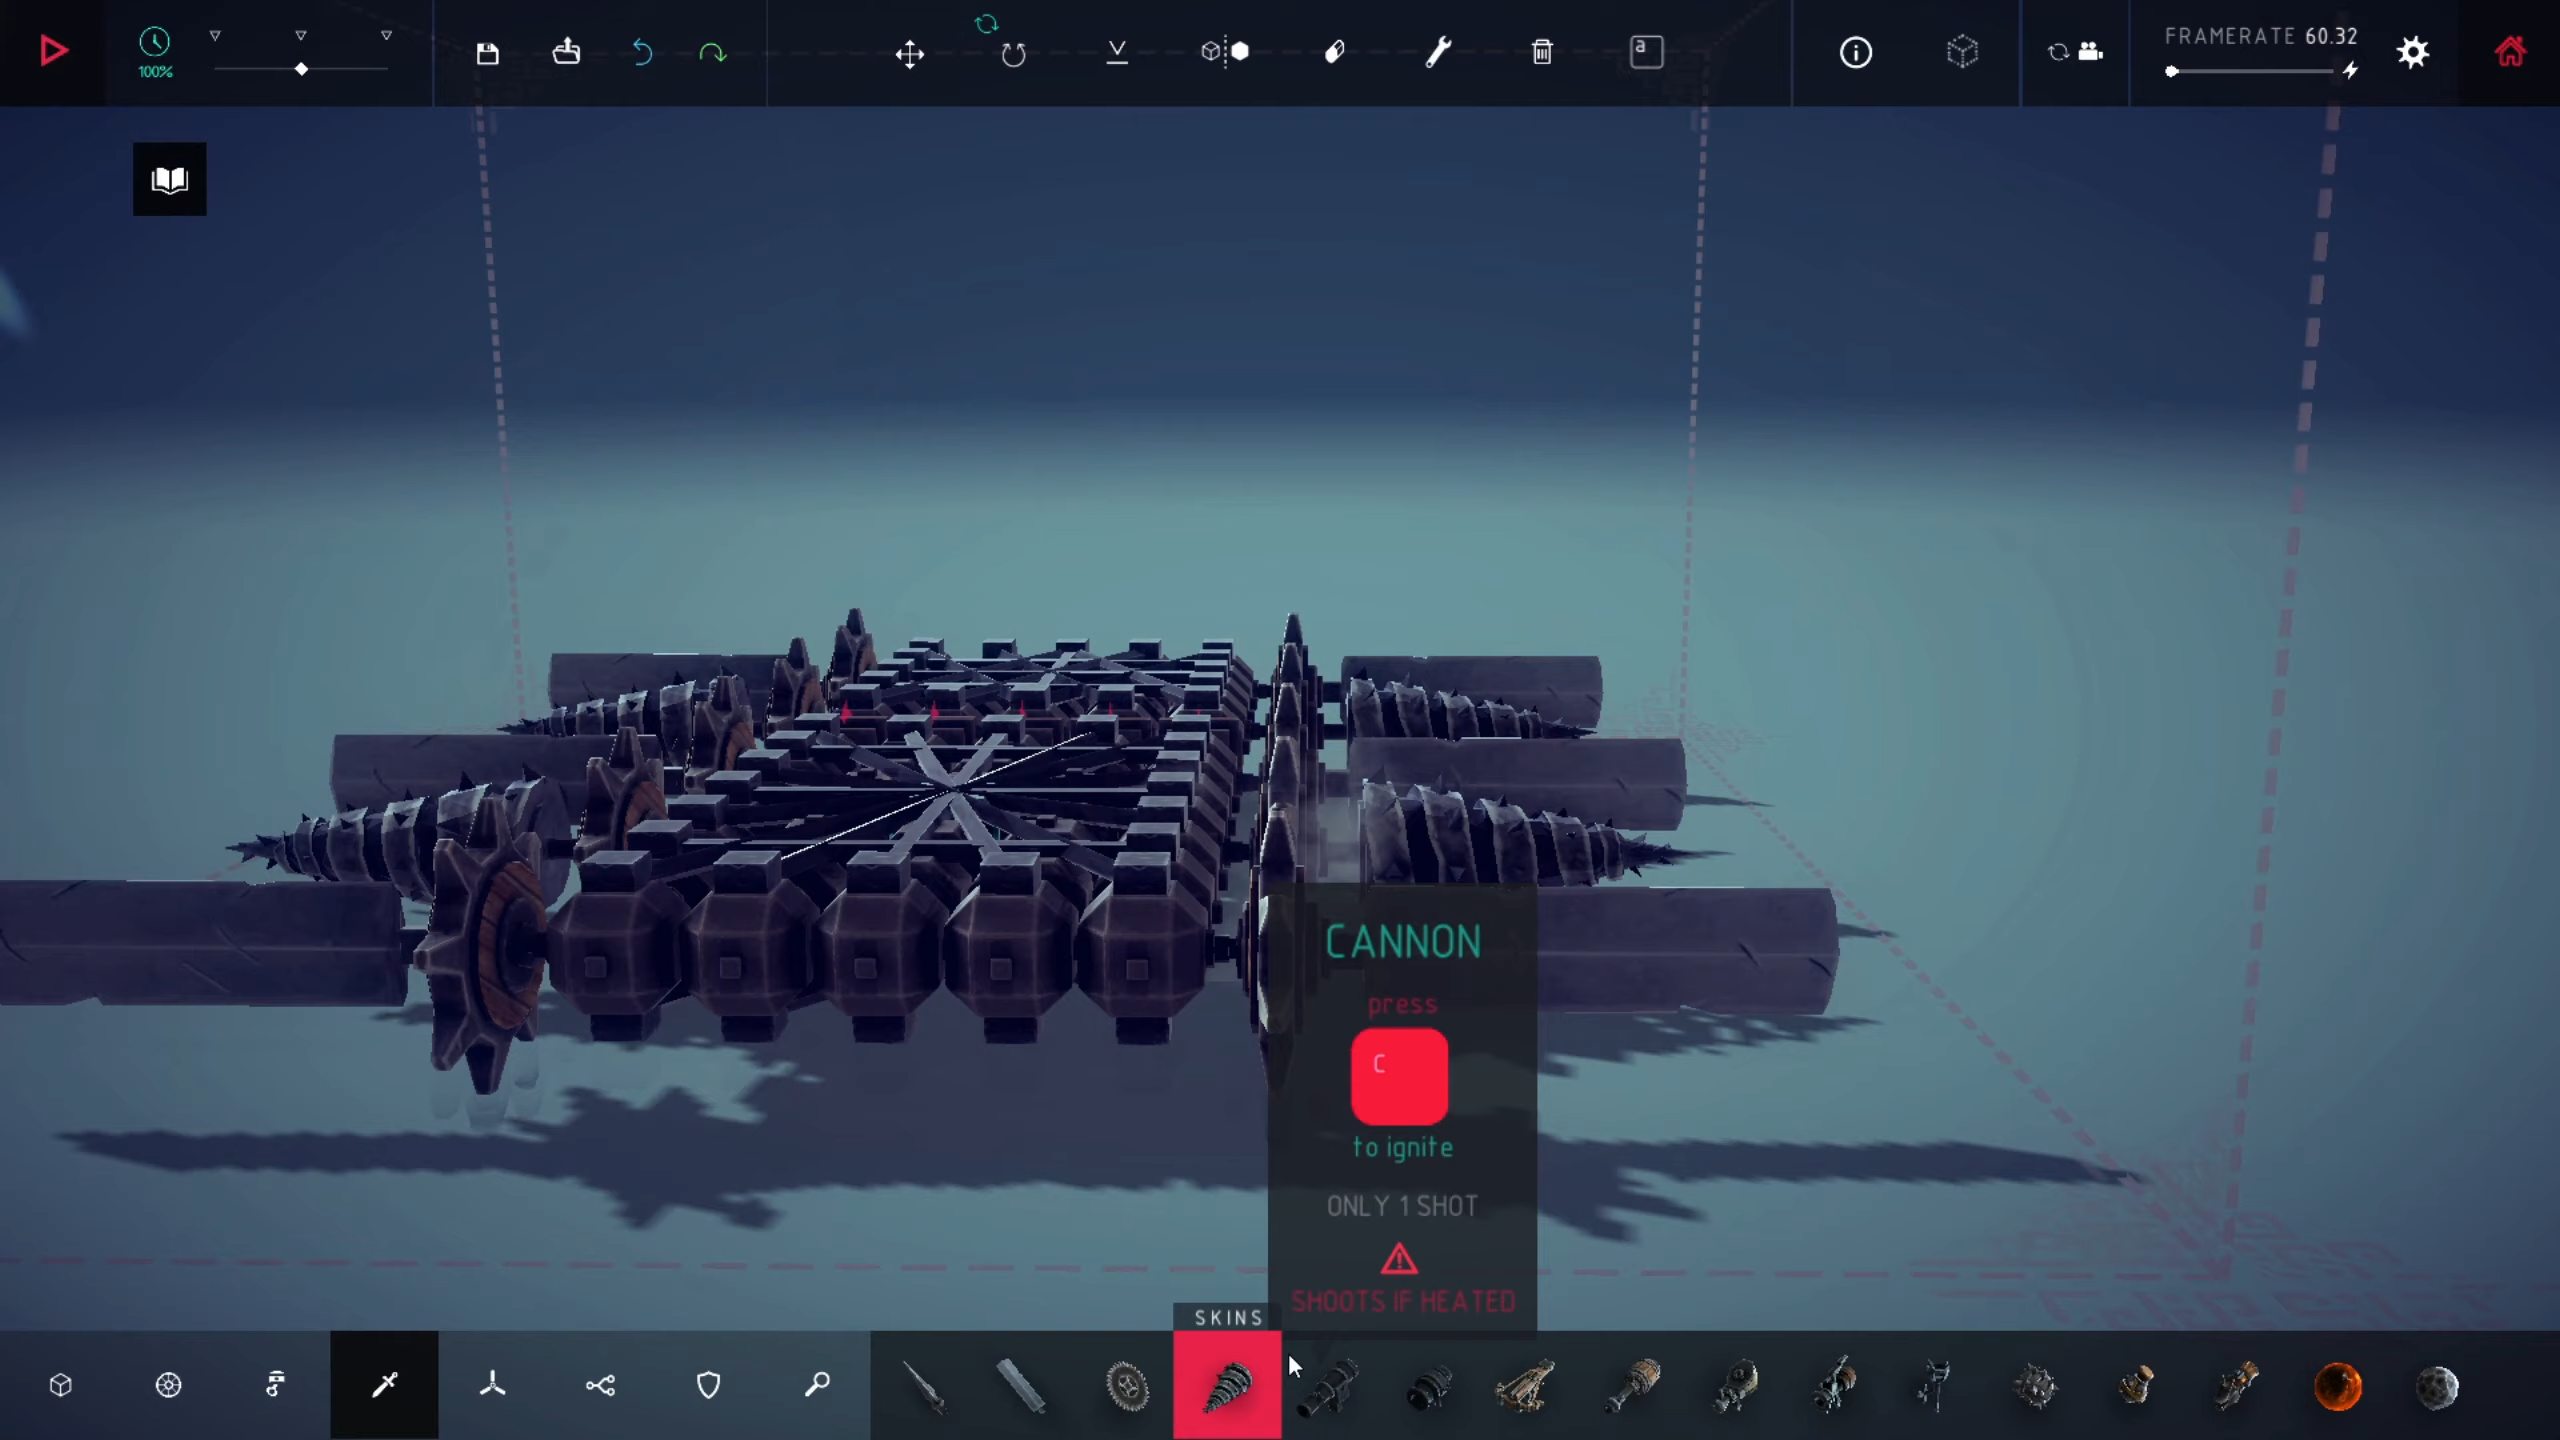 100%
a
FRAMERATE 60.32
CANNON
press
C
to ignite
ONLY 1 SHOT
SHOOTS IF HEATED
SKINS